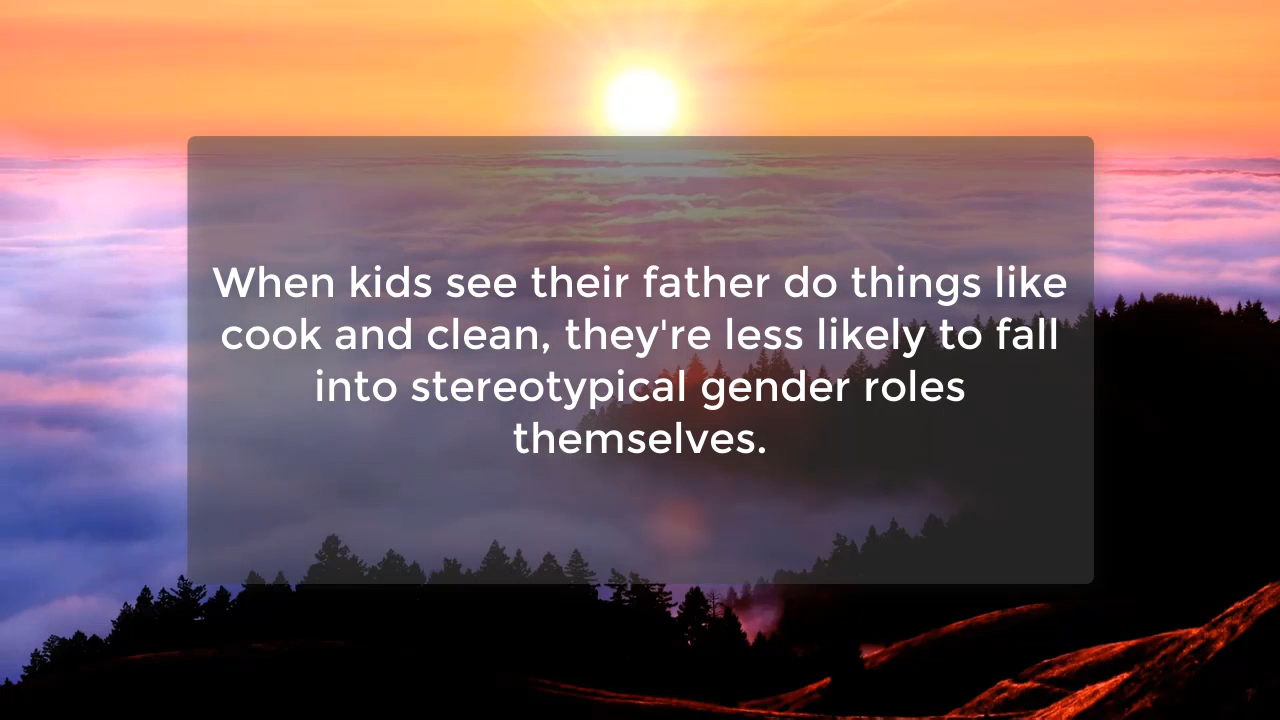 When kids see their father do things like
cook and clean, they're less likely to fall
into stereotypical gender roles
themselves.